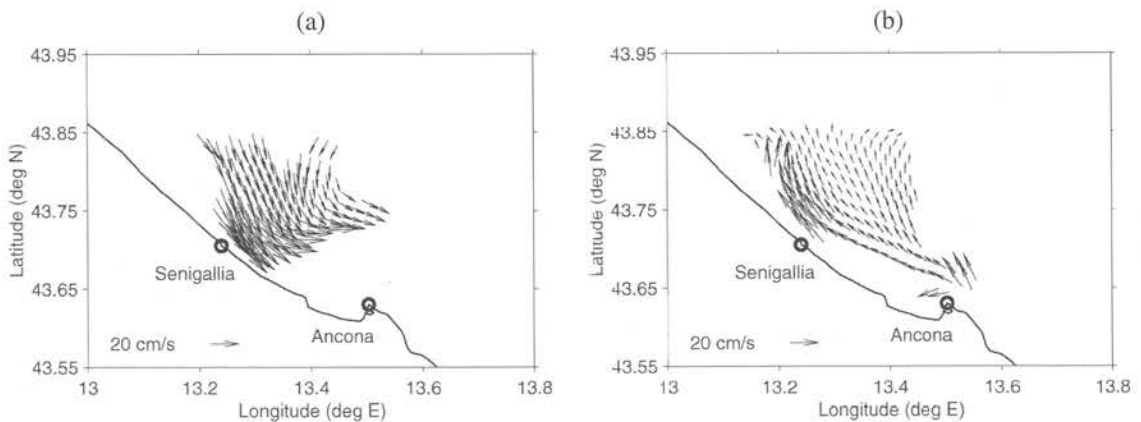 (a)
43.95
43.85
43.75
43.65
43.55
Latitude (deg N)
Senigallia
Ancona
20 cm/s
13
13.2
13.4
13.6
13.8
Longitude (deg E)
(b)
43.95
43.85
43.75
43.65
43.55
Latitude (deg N)
Senigallia
Ancona
20 cm/s
13
13.2
13.4
13.6
13.8
Longitude (deg E)